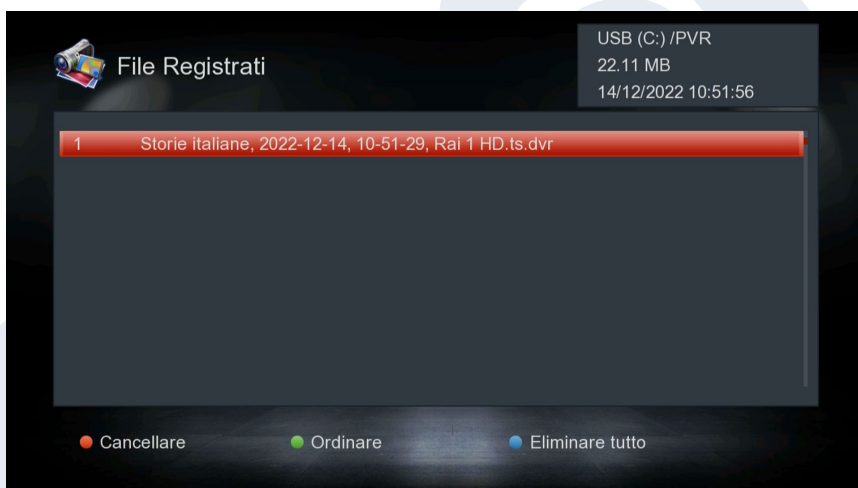 File Registrati
USB (C:) /PVR
22.11 MB
14/12/2022 10:51:56
1 Storie italiane, 2022-12-14, 10-51-29, Rai 1 HD.ts.dvr
Cancellare
Ordinare
Eliminare tutto